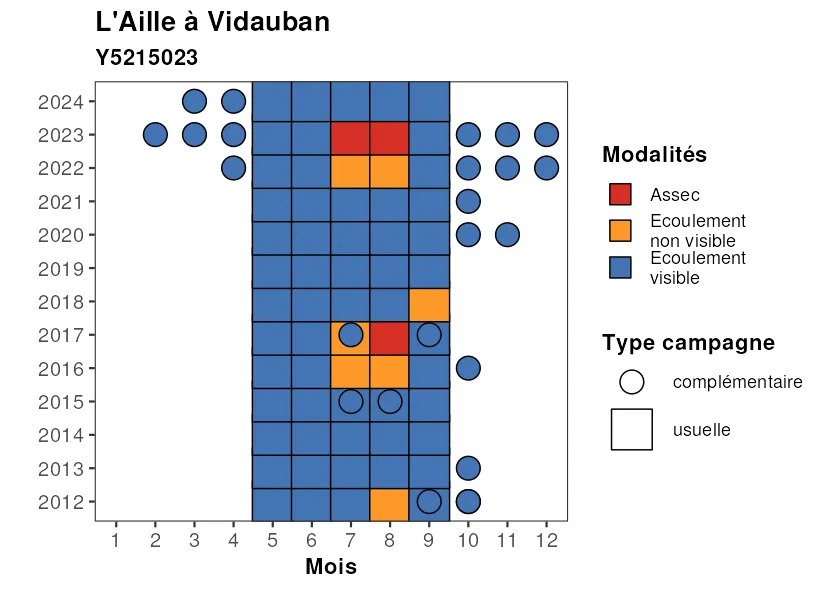 L'Aille à Vidauban
Y5215023
2024
2023
2022
2021
2020
2019
2018
2017
2016
2015
2014
2013
2012
1 2 3 4 5 6 7 8 9 10 11 12
Mois
Modalités
Assec
Ecoulement
non visible
Ecoulement
visible
Type campagne
complémentaire
usuelle